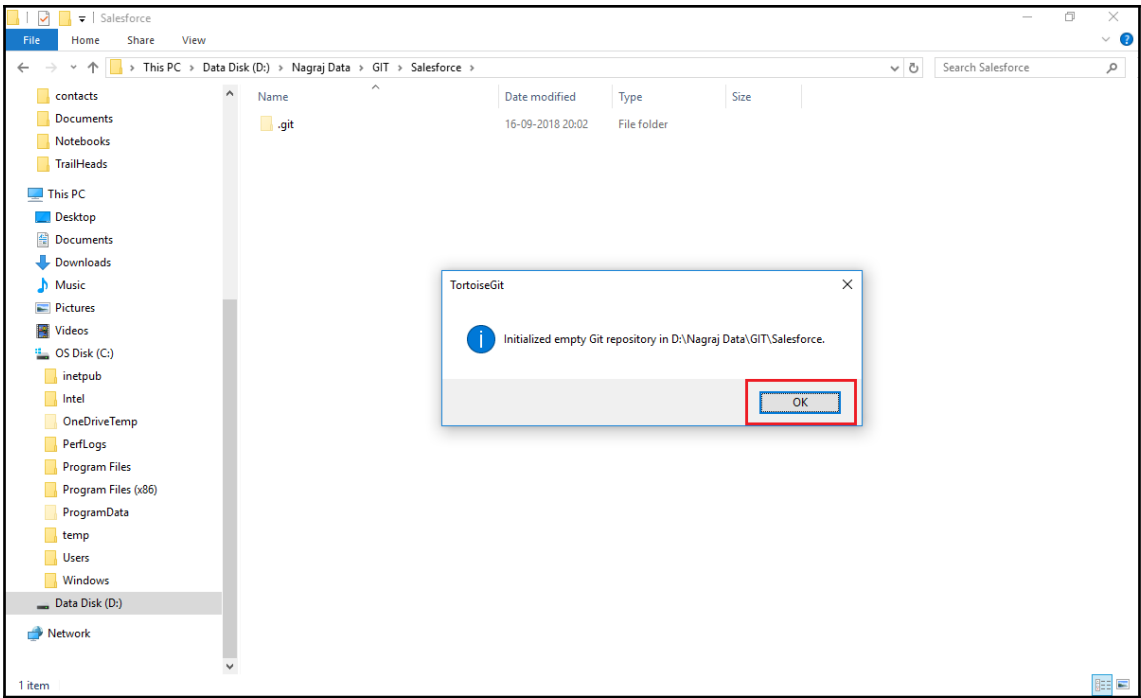 Salesforce
File Home Share View
This PC > Data Disk (D:) > Nagraj Data > GIT > Salesforce >
Search Salesforce
Name Date modified Type Size
.git 16-09-2018 20:02 File folder
contacts
Documents
Notebooks
TrailHeads
This PC
Desktop
Documents
Downloads
Music
Pictures
Videos
OS Disk (C:)
inetpub
Intel
OneDriveTemp
PerfLogs
Program Files
Program Files (x86)
ProgramData
temp
Users
Windows
Data Disk (D:)
Network
TortoiseGit
Initialized empty Git repository in D:\Nagraj Data\GIT\Salesforce.
OK
1 item